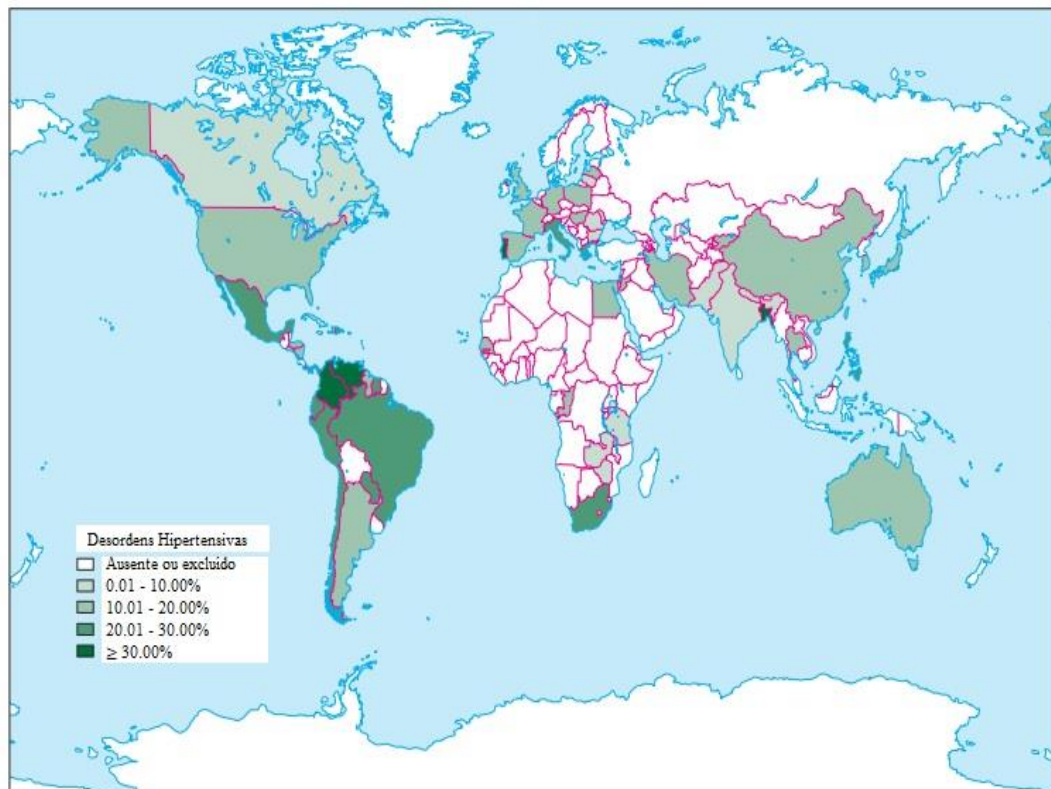 Desordens Hipertensivas
Ausente ou excluído
0.01 - 10.00%
10.01 - 20.00%
20.01 - 30.00%
≥ 30.00%